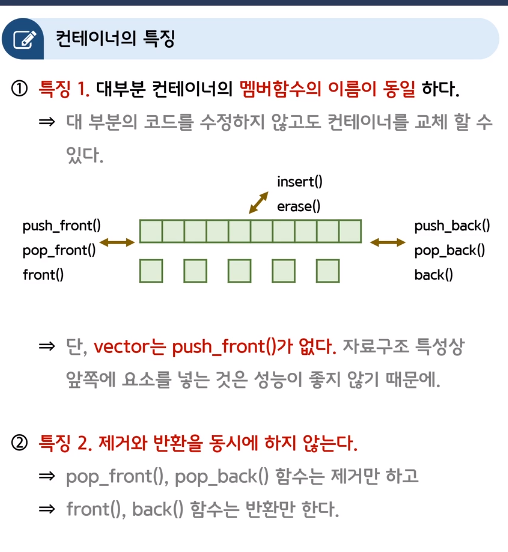 컨테이너의 특징
① 특징 1. 대부분 컨테이너의 멤버함수의 이름이 동일 하다.
⇒ 대 부분의 코드를 수정하지 않고도 컨테이너를 교체 할 수
있다.
insert()
erase()
push_front()
pop_front()
front()
push_back()
pop_back()
back()
⇒ 단, vector는 push_front()가 없다. 자료구조 특성상
앞쪽에 요소를 넣는 것은 성능이 좋지 않기 때문에.
② 특징 2. 제거와 반환을 동시에 하지 않는다.
⇒ pop_front(), pop_back() 함수는 제거만 하고
⇒ front(), back() 함수는 반환만 한다.